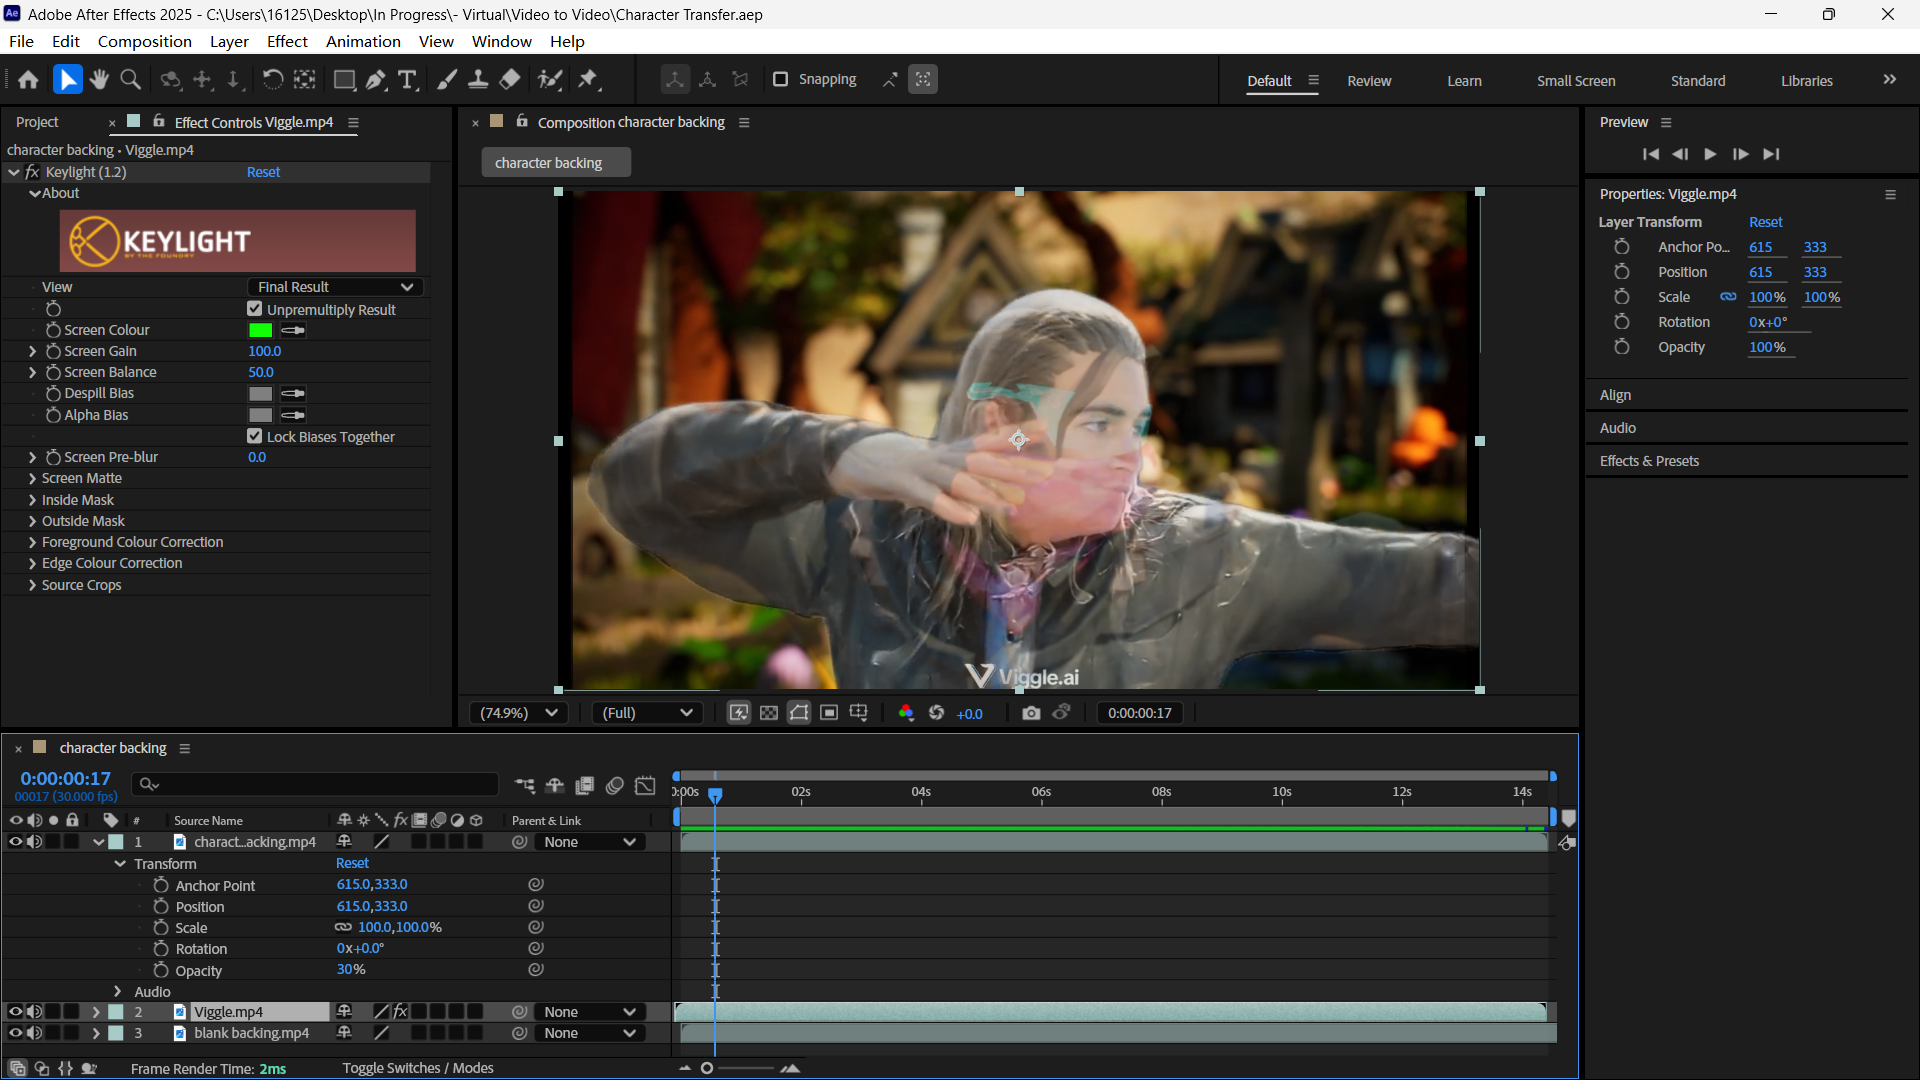 Adobe After Effects 2025 - C:\Users\16125\Desktop\In Progress\- Virtual\Video to Video\Character Transfer.aep
File Edit Composition Layer Effect Animation View Window Help
Snapping
Default Review Learn Small Screen Standard Libraries
Project
Effect Controls Viggle.mp4
character backing • Viggle.mp4
fx Keylight (1.2) Reset
About
KEYLIGHT
BY THE FOUNDRY
View Final Result
Unpremultiply Result
Screen Colour
Screen Gain 100.0
Screen Balance 50.0
Despill Bias
Alpha Bias
Lock Biases Together
Screen Pre-blur 0.0
Screen Matte
Inside Mask
Outside Mask
Foreground Colour Correction
Edge Colour Correction
Source Crops
Composition character backing
character backing
Viggle.ai
(74.9%) (Full) +0.0 0:00:00:17
Preview
Properties: Viggle.mp4
Layer Transform Reset
Anchor Po... 615 333
Position 615 333
Scale 100% 100%
Rotation 0x+0°
Opacity 100%
Align
Audio
Effects & Presets
character backing
0:00:00:17
00017 (30.000 fps)
0:00s 02s 04s 06s 08s 10s 12s 14s
# Source Name fx Parent & Link
1 charact...acking.mp4 None
Transform Reset
Anchor Point 615.0,333.0
Position 615.0,333.0
Scale 100.0,100.0%
Rotation 0x+0.0°
Opacity 30%
Audio
2 Viggle.mp4 fx None
3 blank backing.mp4 None
Frame Render Time: 2ms Toggle Switches / Modes